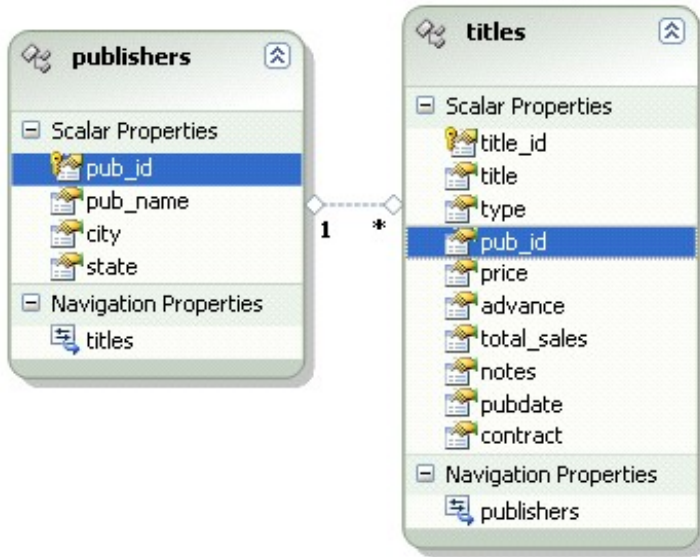 publishers
Scalar Properties
pub_id
pub_name
city
state
Navigation Properties
titles
1 *
titles
Scalar Properties
title_id
title
type
pub_id
price
advance
total_sales
notes
pubdate
contract
Navigation Properties
publishers